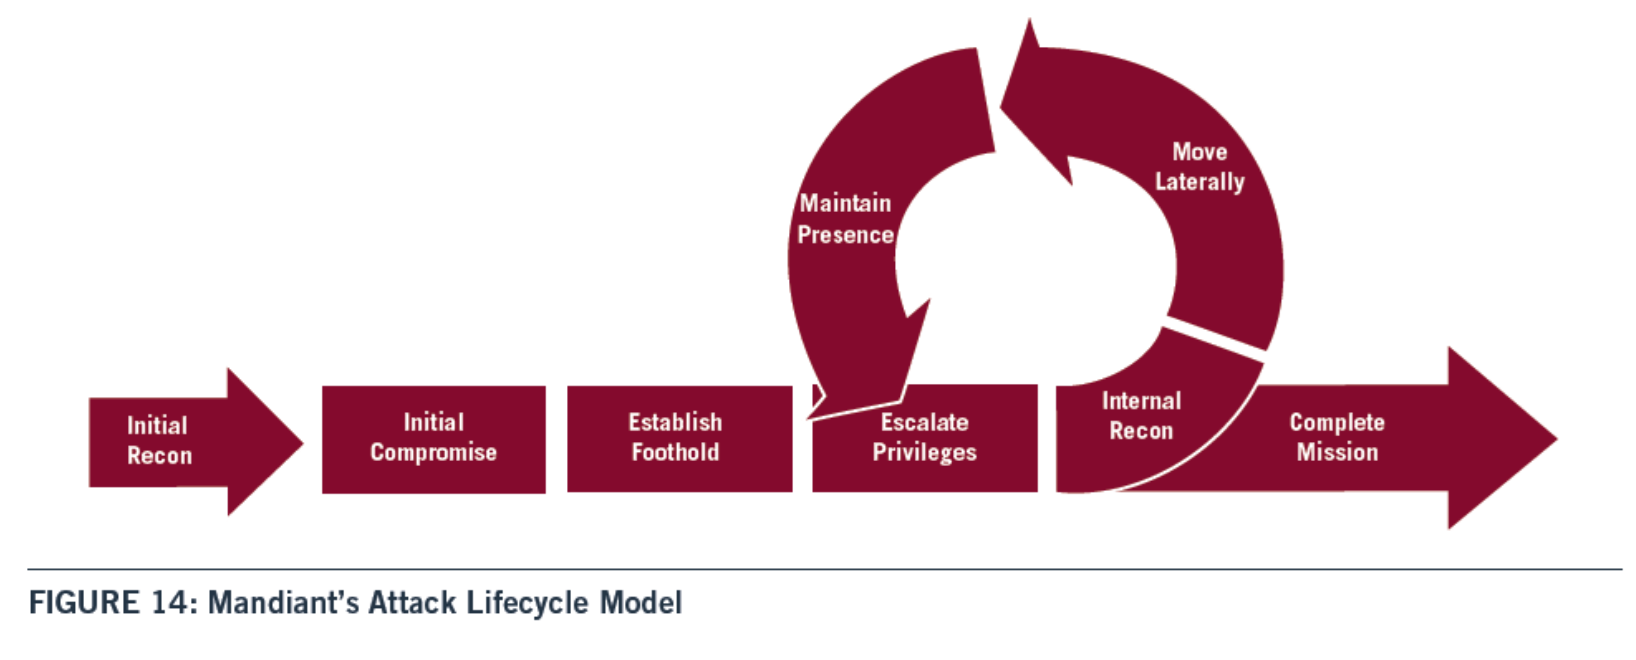 Move
Laterally
Maintain
Presence
Initial
Recon
Initial
Compromise
Establish
Foothold
Escalate
Privileges
Internal
Recon
Complete
Mission
FIGURE 14: Mandiant’s Attack Lifecycle Model